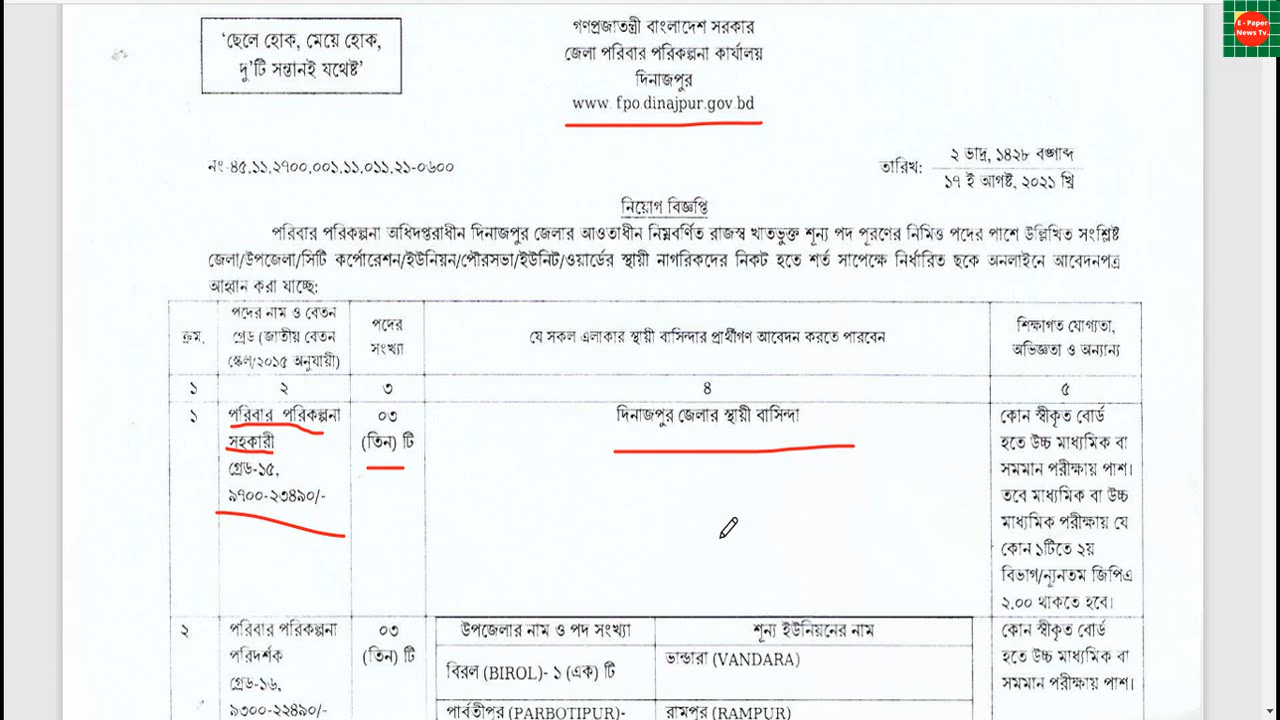 'ছেলে হোক, মেয়ে হোক,
দু'টি সন্তানই যথেষ্ট'
গণপ্রজাতন্ত্রী বাংলাদেশ সরকার
জেলা পরিবার পরিকল্পনা কার্যালয়
দিনাজপুর
www. fpo.dinajpur.gov.bd
E - Paper
News Tv.
নং-৪৫.১১.২৭০০.০০১.১১.০১১.২১-০৬০০
তারিখ:
২ ভাদ্র, ১৪২৮ বঙ্গাব্দ
১৭ ই আগষ্ট, ২০২১ খ্রি
নিয়োগ বিজ্ঞপ্তি
পরিবার পরিকল্পনা অধিদপ্তরাধীন দিনাজপুর জেলার আওতাধীন নিম্নবর্ণিত রাজস্ব খাতভুক্ত শূন্য পদ পূরণের নিমিত্ত পদের পাশে উল্লিখিত সংশ্লিষ্ট
জেলা/উপজেলা/সিটি কর্পোরেশন/ইউনিয়ন/পৌরসভা/ইউনিট/ওয়ার্ডের স্থায়ী নাগরিকদের নিকট হতে শর্ত সাপেক্ষে নির্ধারিত ছকে অনলাইনে আবেদনপত্র
আহ্বান করা যাচ্ছে:
ক্রম.
পদের নাম ও বেতন
গ্রেড (জাতীয় বেতন
স্কেল/২০১৫ অনুযায়ী)
পদের
সংখ্যা
যে সকল এলাকার স্থায়ী বাসিন্দার প্রার্থীগণ আবেদন করতে পারবেন
শিক্ষাগত যোগ্যতা,
অভিজ্ঞতা ও অন্যান্য
১ ২ ৩ ৪ ৫
১
পরিবার পরিকল্পনা
সহকারী
গ্রেড-১৫,
৯৭০০-২৩৪৯০/-
০৩
(তিন) টি
দিনাজপুর জেলার স্থায়ী বাসিন্দা
কোন স্বীকৃত বোর্ড
হতে উচ্চ মাধ্যমিক বা
সমমান পরীক্ষায় পাশ।
তবে মাধ্যমিক বা উচ্চ
মাধ্যমিক পরীক্ষায় যে
কোন ১টিতে ২য়
বিভাগ/ন্যূনতম জিপিএ
২.০০ থাকতে হবে।
২
পরিবার পরিকল্পনা
পরিদর্শক
গ্রেড-১৬,
৯৩০০-২২৪৯০/-
০৩
(তিন) টি
উপজেলার নাম ও পদ সংখ্যা
শূন্য ইউনিয়নের নাম
বিরল (BIROL)- ১ (এক) টি
ভান্ডারা (VANDARA)
পার্বতীপুর (PARBOTIPUR)-
রামপুর (RAMPUR)
কোন স্বীকৃত বোর্ড
হতে উচ্চ মাধ্যমিক বা
সমমান পরীক্ষায় পাশ।